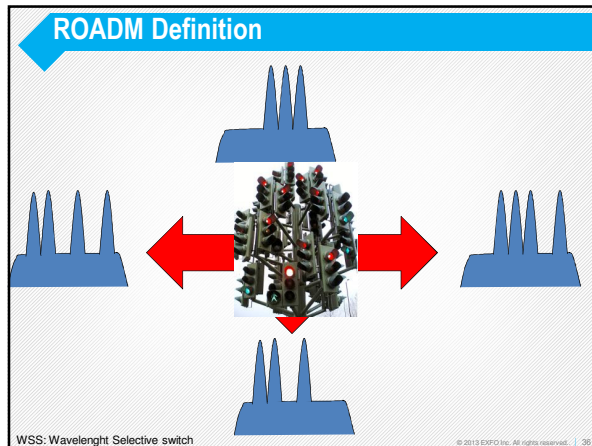 ROADM Definition
WSS: Wavelenght Selective switch
© 2013 EXFO Inc. All rights reserved.. | 36